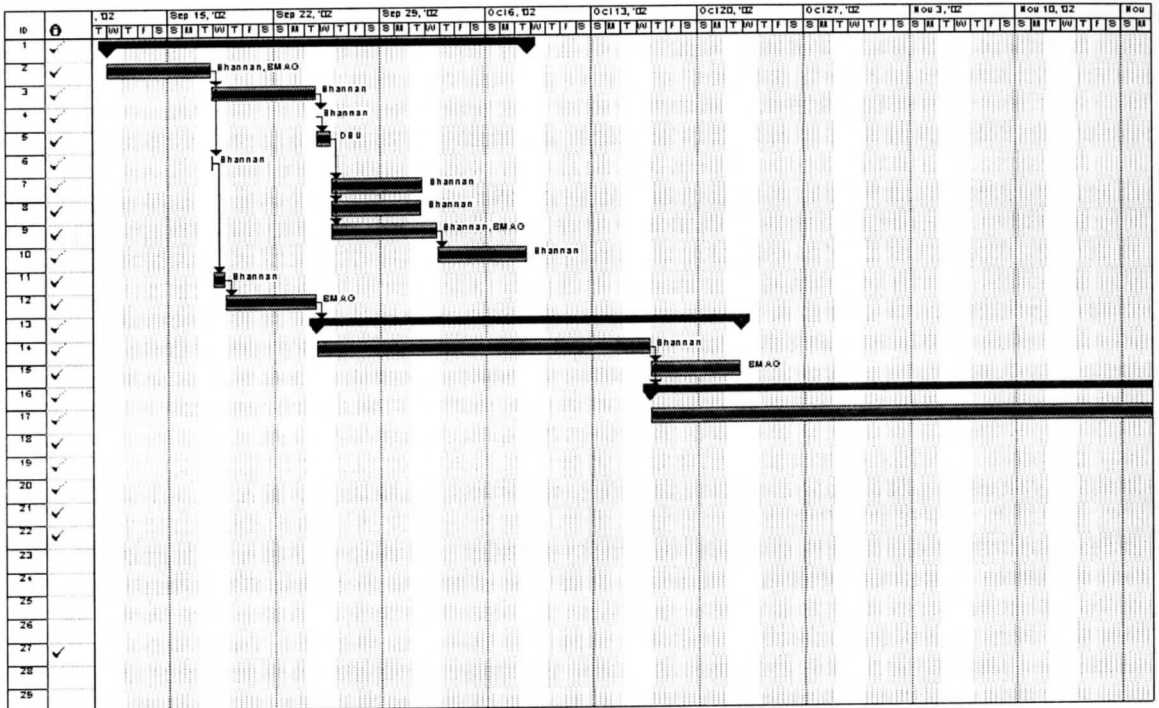 , '02 Sep 15, '02 Sep 22, '02 Sep 29, '02 Oct 6, '02 Oct 13, '02 Oct 20, '02 Oct 27, '02 Nov 3, '02 Nov 10, '02 Nov
ID T W T F S S M T W T F S S M T W T F S S M T W T F S S M T W T F S S M T W T F S S M T W T F S S M T W T F S S M T W T F S S M T W T F S S M T W T F S S M
1
2 Shannan, EMAG
3 Shannan
4 Shannan
5 DBU
6 Shannan
7 Shannan
8 Shannan
9 Shannan, EMAG
10 Shannan
11 Shannan
12 EMAG
13
14 Shannan
15 EMAG
16
17
18
19
20
21
22
23
24
25
26
27
28
29